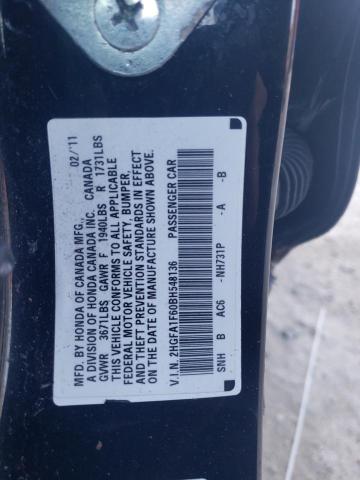 MFD. BY HONDA OF CANADA MFG., 02/'11
A DIVISION OF HONDA CANADA INC. CANADA
GVWR 3671LBS GAWR F 1940LBS R 1731LBS
THIS VEHICLE CONFORMS TO ALL APPLICABLE
FEDERAL MOTOR VEHICLE SAFETY, BUMPER,
AND THEFT PREVENTION STANDARDS IN EFFECT
ON THE DATE OF MANUFACTURE SHOWN ABOVE.
V.I.N. 2HGFA1F60BH548136 PASSENGER CAR
SNH B AC6 -NH731P -A -B